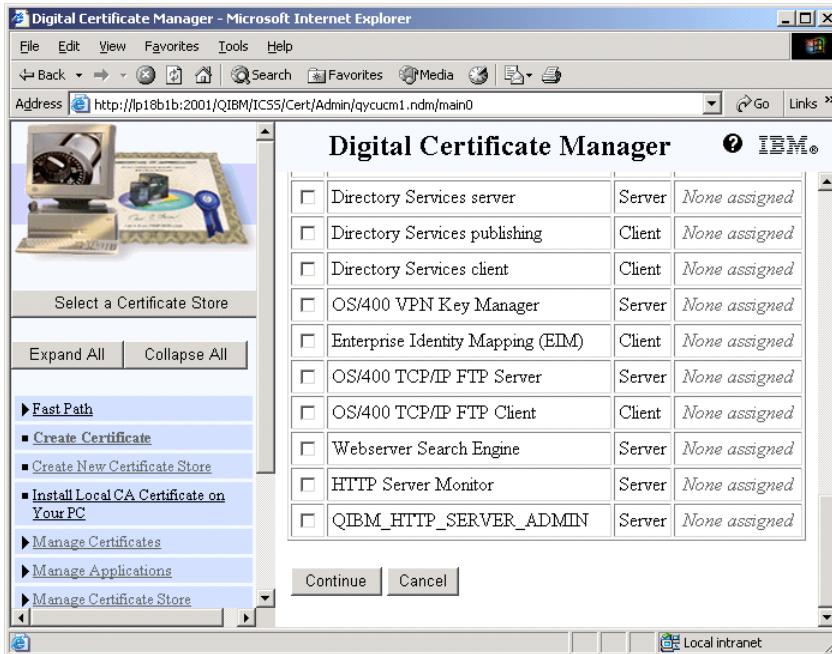 Digital Certificate Manager - Microsoft Internet Explorer
File Edit View Favorites Tools Help
Back Search Favorites Media
Address http://lp18b1b:2001/QIBM/ICSS/Cert/Admin/qycucm1.ndm/main0 Go Links »
Digital Certificate Manager IBM®
Select a Certificate Store
Expand All Collapse All
Fast Path
Create Certificate
Create New Certificate Store
Install Local CA Certificate on
Your PC
Manage Certificates
Manage Applications
Manage Certificate Store
Directory Services server Server None assigned
Directory Services publishing Client None assigned
Directory Services client Client None assigned
OS/400 VPN Key Manager Server None assigned
Enterprise Identity Mapping (EIM) Client None assigned
OS/400 TCP/IP FTP Server Server None assigned
OS/400 TCP/IP FTP Client Client None assigned
Webserver Search Engine Server None assigned
HTTP Server Monitor Server None assigned
QIBM_HTTP_SERVER_ADMIN Server None assigned
Continue Cancel
Local intranet